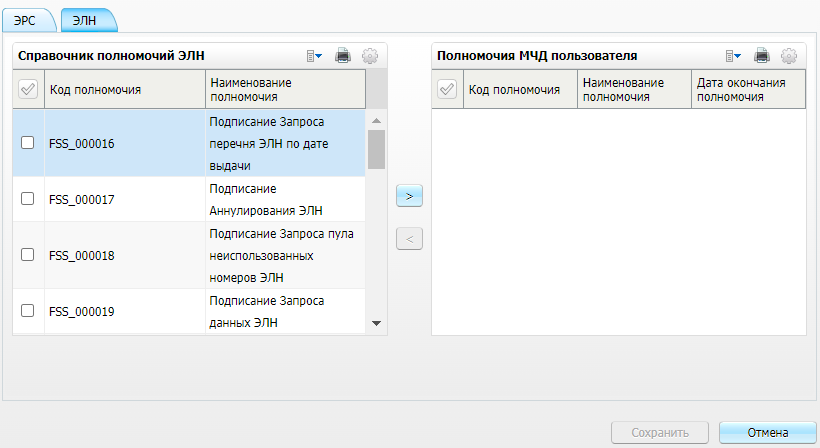 ЭРС
ЭЛН
Справочник полномочий ЭЛН
Код полномочия
Наименование
полномочия
FSS_000016
Подписание Запроса
перечня ЭЛН по дате
выдачи
FSS_000017
Подписание
Аннулирования ЭЛН
FSS_000018
Подписание Запроса пула
неиспользованных
номеров ЭЛН
FSS_000019
Подписание Запроса
данных ЭЛН
>
<
Полномочия МЧД пользователя
Код полномочия
Наименование
полномочия
Дата окончания
полномочия
Сохранить
Отмена